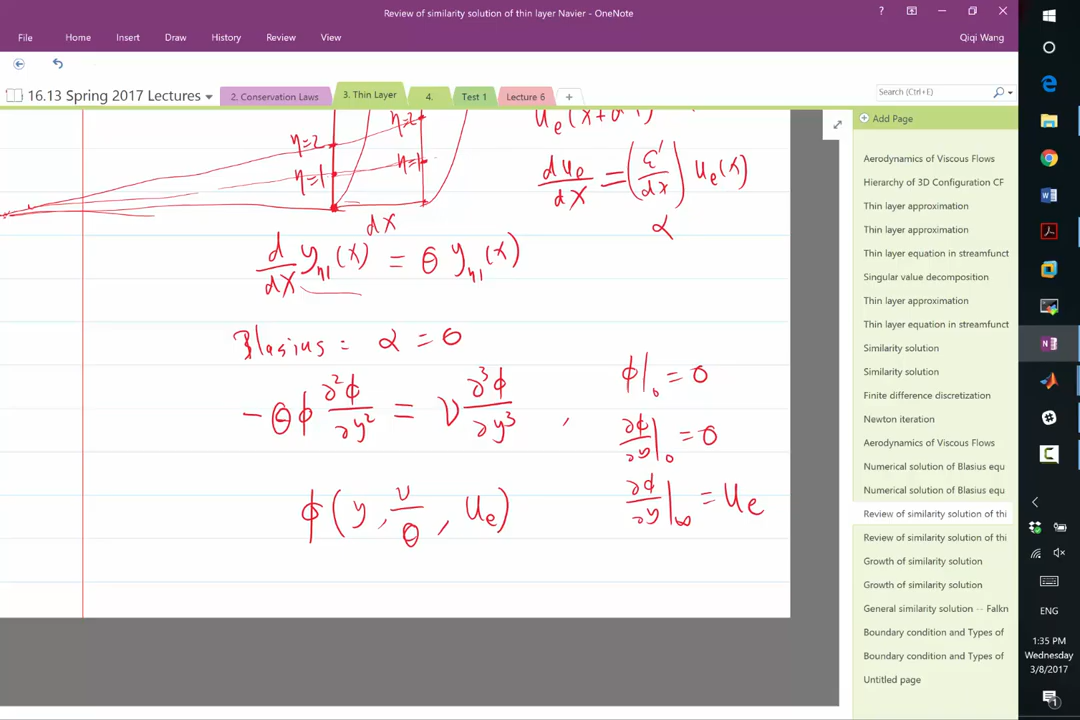 Review of similarity solution of thin layer Navier - OneNote
?
File Home Insert Draw History Review View
Qiqi Wang
16.13 Spring 2017 Lectures
2. Conservation Laws
3. Thin Layer
4.
Test 1
Lecture 6
+
Search (Ctrl+E)
Add Page
Aerodynamics of Viscous Flows
Hierarchy of 3D Configuration CF
Thin layer approximation
Thin layer approximation
Thin layer equation in streamfunct
Singular value decomposition
Thin layer approximation
Thin layer equation in streamfunct
Similarity solution
Similarity solution
Finite difference discretization
Newton iteration
Aerodynamics of Viscous Flows
Numerical solution of Blasius equ
Numerical solution of Blasius equ
Review of similarity solution of thi
Review of similarity solution of thi
Growth of similarity solution
Growth of similarity solution
General similarity solution -- Falkn
Boundary condition and Types of
Boundary condition and Types of
Untitled page
η=2 η=2
η=1 η=1
dx
du_e/dx = (ε'/dx) u_e(x)
α
d/dx y_η1(x) = θ y_η1(x)
Blasius: α = 0
-θφ ∂²φ/∂y² = ν ∂³φ/∂y³ , φ|₀ = 0
∂φ/∂y|₀ = 0
φ(y, ν/θ, u_e) ∂φ/∂y|∞ = u_e
ENG
1:35 PM
Wednesday
3/8/2017